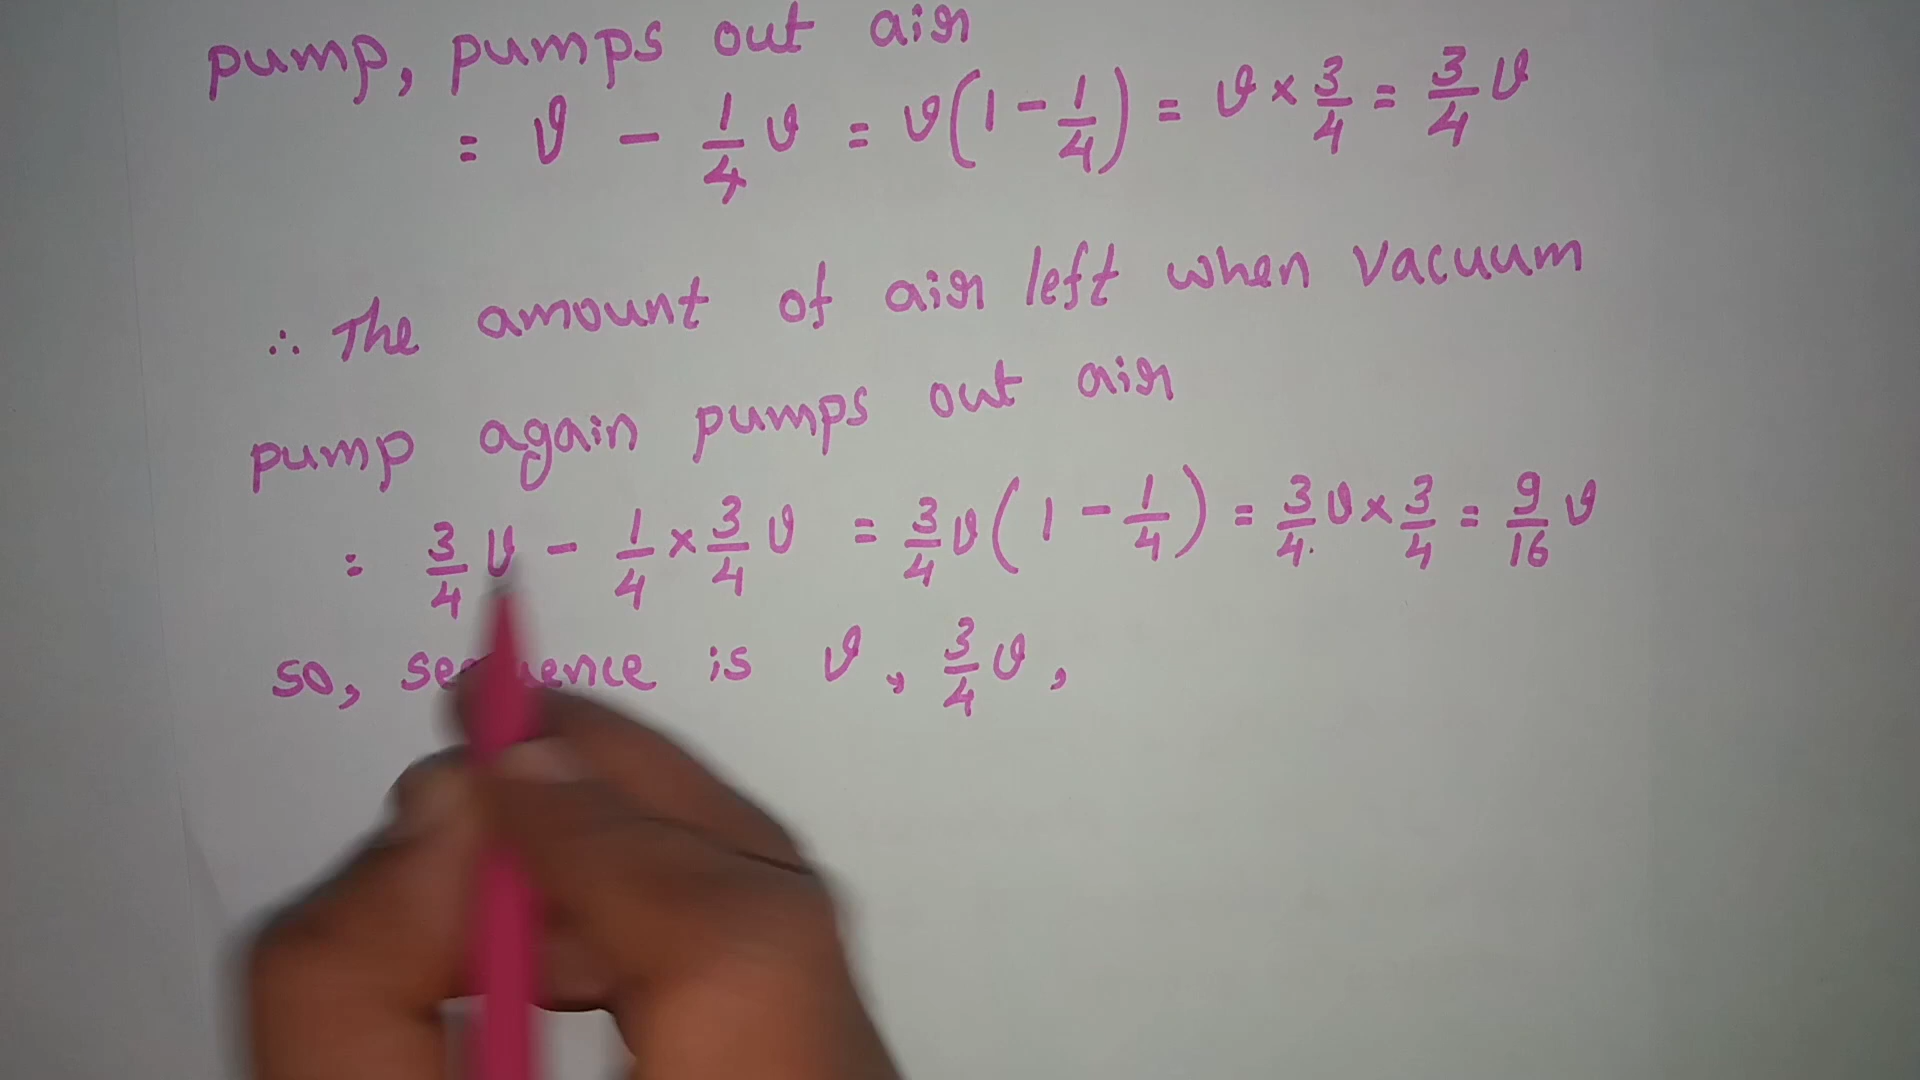 pump, pumps out air
= v - 1/4 v = v(1 - 1/4) = v × 3/4 = 3/4 v
∴ The amount of air left when vacuum
pump again pumps out air
= 3/4 v - 1/4 × 3/4 v = 3/4 v (1 - 1/4) = 3/4 v × 3/4 = 9/16 v
so, is v, 3/4 v,